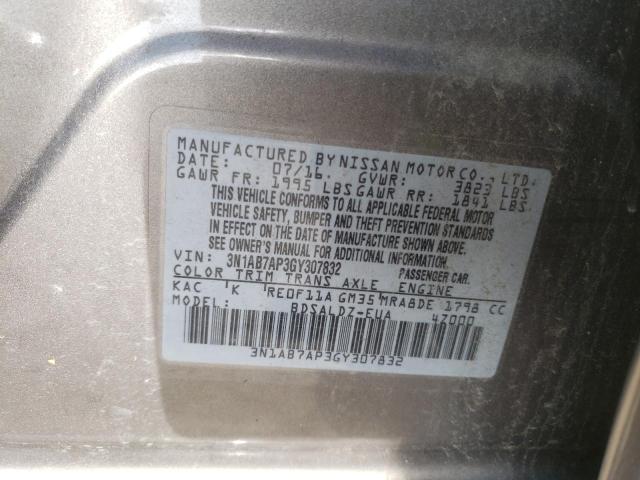 MANUFACTURED BY NISSAN MOTOR CO., LTD.
DATE: 07/16. GVWR: 3823 LBS
GAWR FR: 1995 LBS GAWR RR: 1841 LBS
THIS VEHICLE CONFORMS TO ALL APPLICABLE FEDERAL MOTOR
VEHICLE SAFETY, BUMPER AND THEFT PREVENTION STANDARDS
IN EFFECT ON THE DATE OF MANUFACTURE SHOWN ABOVE.
SEE OWNER'S MANUAL FOR ADDITIONAL INFORMATION.
VIN: 3N1AB7AP3GY307832 PASSENGER CAR.
COLOR TRIM TRANS AXLE ENGINE
KAC K RE0F11A GM35 MRA8DE 1798 CC
MODEL: BDSALDZ-EUA 47000
3N1AB7AP3GY307832